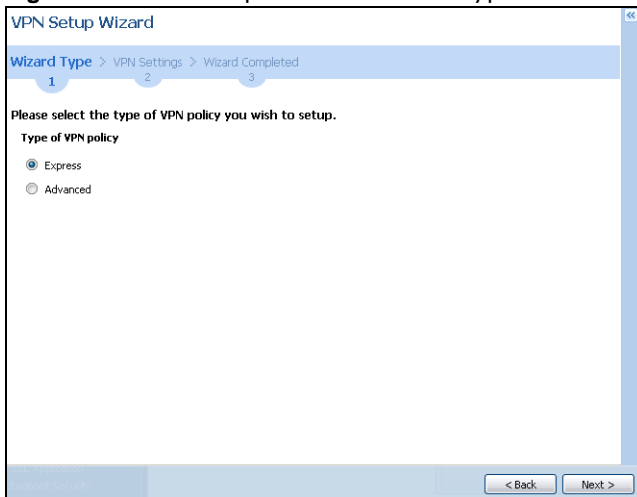 VPN Setup Wizard
«
Wizard Type > VPN Settings > Wizard Completed
1 2 3
Please select the type of VPN policy you wish to setup.
Type of VPN policy
Express
Advanced
< Back Next >